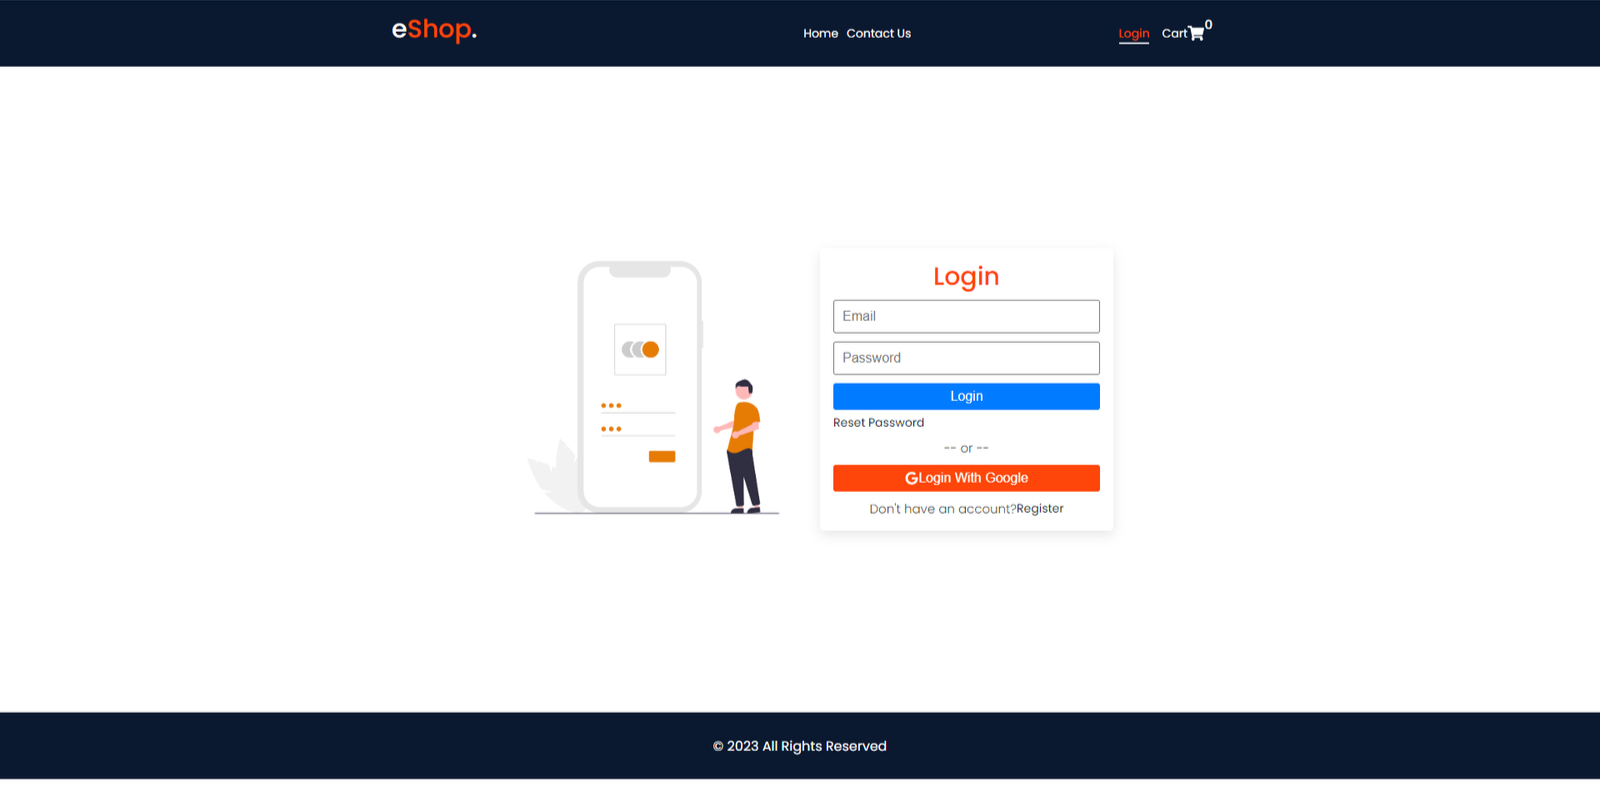 eShop.
Home Contact Us
Login Cart 0
Login
Email
Password
Login
Reset Password
-- or --
Login With Google
Don't have an account?Register
© 2023 All Rights Reserved